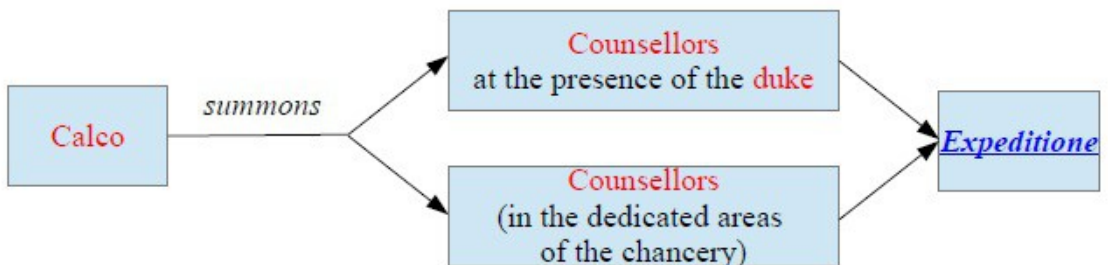 Calco
summons
Counsellors
at the presence of the duke
Counsellors
(in the dedicated areas
of the chancery)
Expeditione